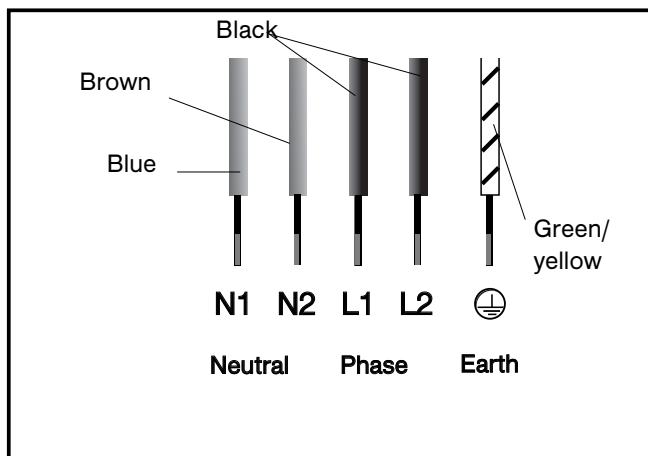 Black
Brown
Blue
Green/
yellow
N1 N2 L1 L2
Neutral Phase Earth